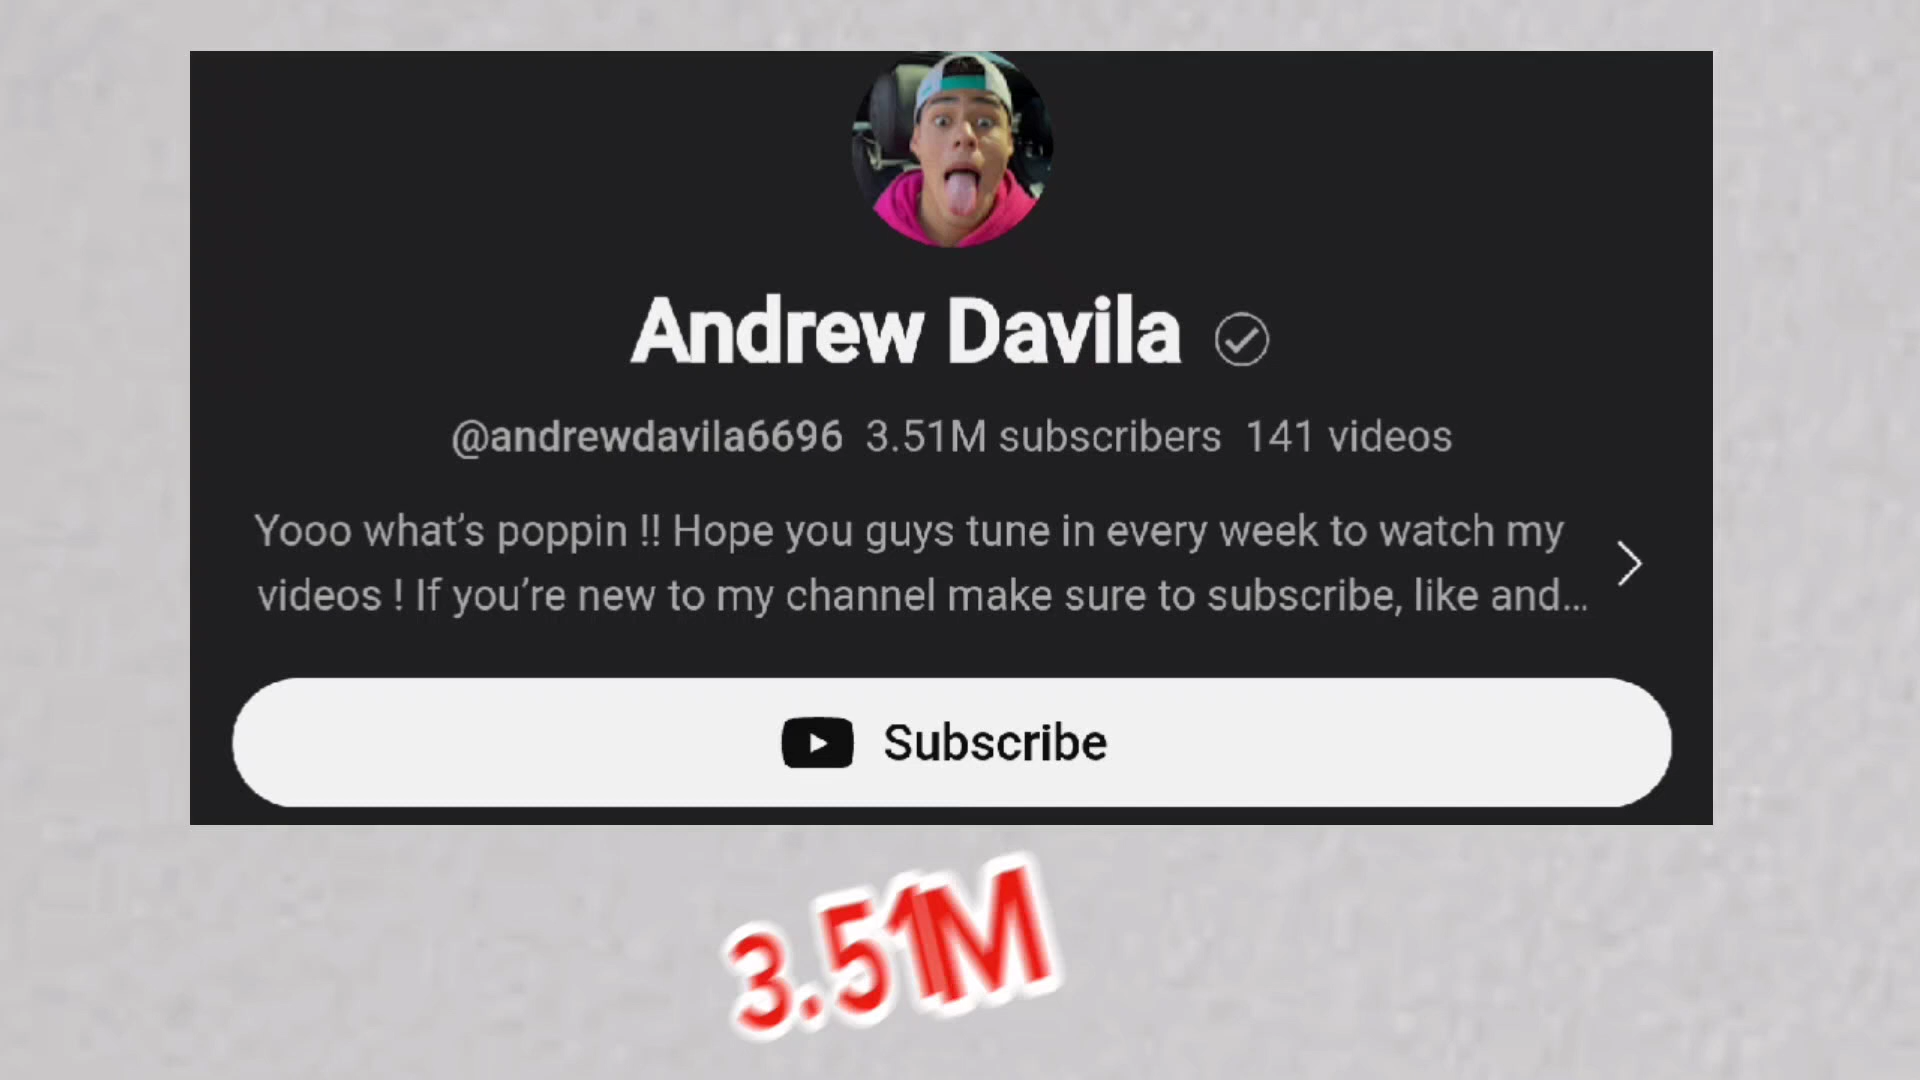 Andrew Davila
@andrewdavila6696 3.51M subscribers 141 videos
Yooo what’s poppin !! Hope you guys tune in every week to watch my
videos ! If you’re new to my channel make sure to subscribe, like and...
Subscribe
3.51M